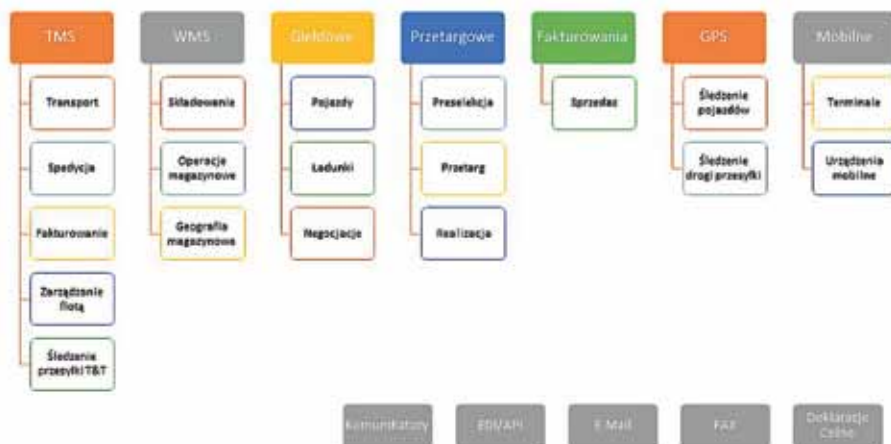 TMS
WMS
Giełdowe
Przetargowe
Fakturowania
GPS
Mobilne
Transport
Spedycja
Fakturowanie
Zarządzanie
flotą
Śledzenie
przesyłki T&T
Składowanie
Operacje
magazynowe
Geografia
magazynowa
Pojazdy
Ładunki
Negocjacje
Preselekcja
Przetarg
Realizacja
Sprzedaż
Śledzenie
pojazdów
Śledzenie
drogi przesyłki
Terminale
Urządzenia
mobilne
Komunikatory
EDI/API
E-Mail
FAX
Deklaracje
Celne